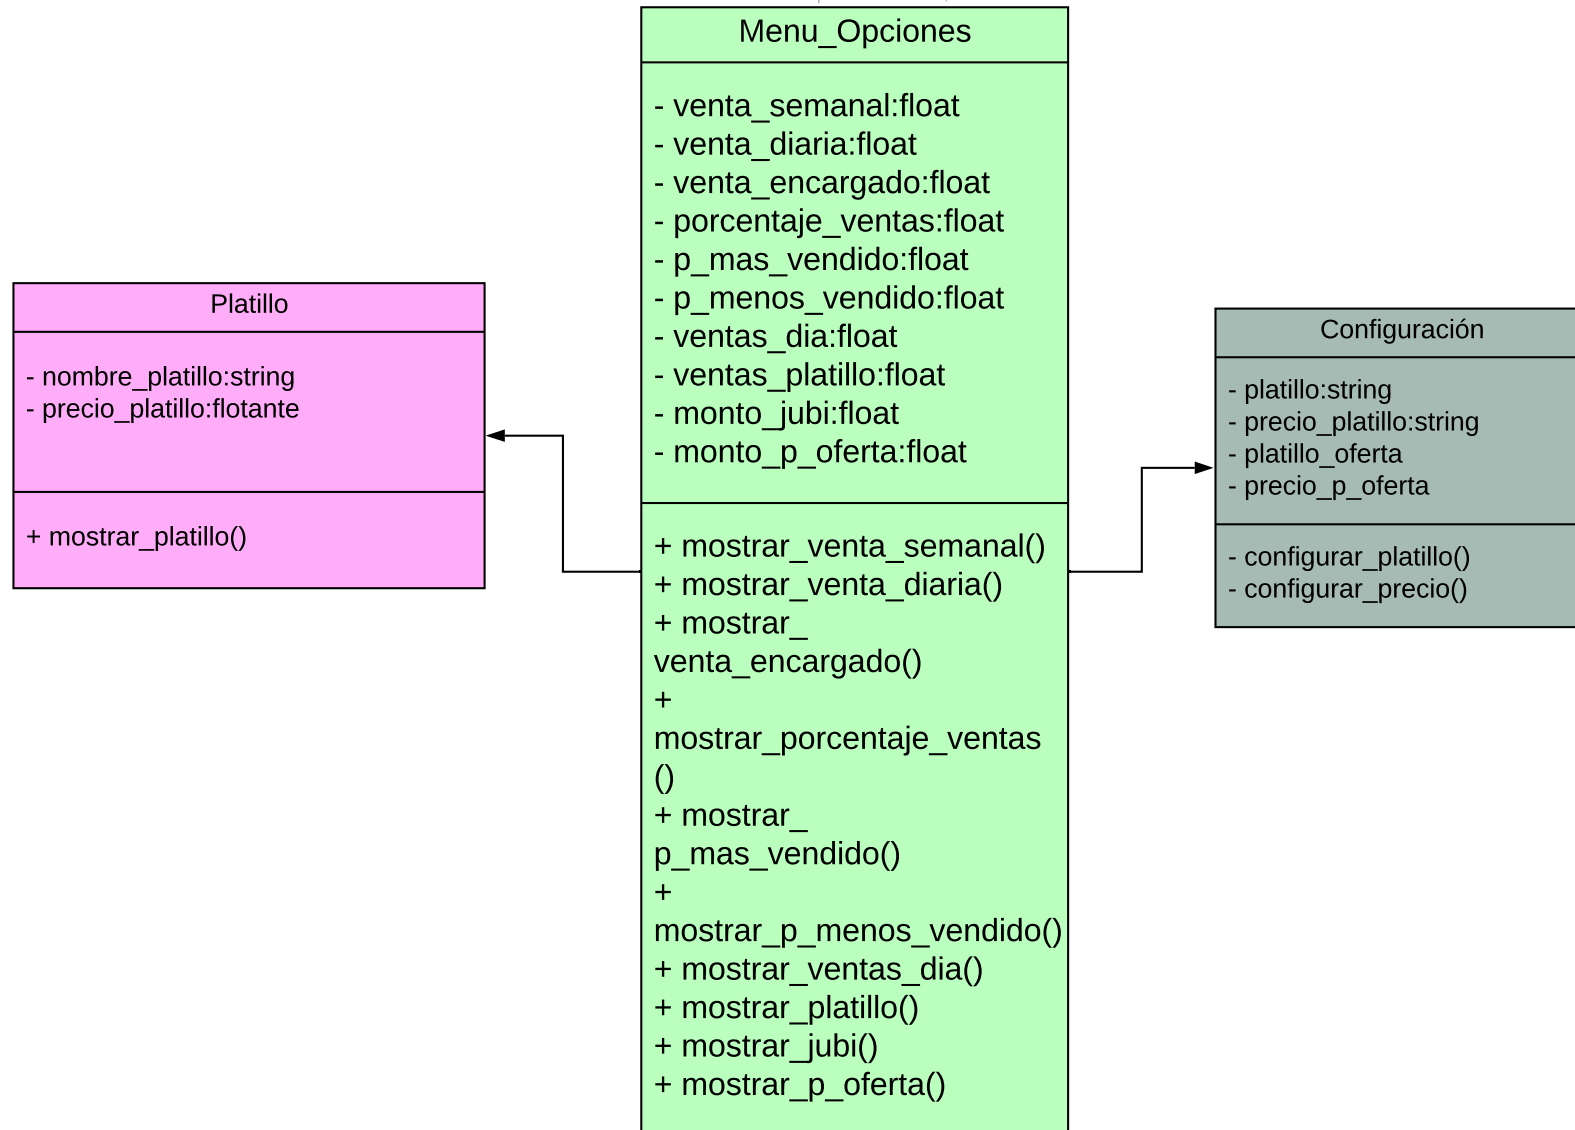 Menu_Opciones
- venta_semanal:float
- venta_diaria:float
- venta_encargado:float
- porcentaje_ventas:float
- p_mas_vendido:float
- p_menos_vendido:float
- ventas_dia:float
- ventas_platillo:float
- monto_jubi:float
- monto_p_oferta:float
+ mostrar_venta_semanal()
+ mostrar_venta_diaria()
+ mostrar_
venta_encargado()
+
mostrar_porcentaje_ventas
()
+ mostrar_
p_mas_vendido()
+
mostrar_p_menos_vendido()
+ mostrar_ventas_dia()
+ mostrar_platillo()
+ mostrar_jubi()
+ mostrar_p_oferta()
Platillo
- nombre_platillo:string
- precio_platillo:flotante
+ mostrar_platillo()
Configuración
- platillo:string
- precio_platillo:string
- platillo_oferta
- precio_p_oferta
- configurar_platillo()
- configurar_precio()